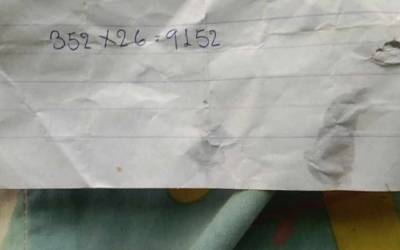 352 × 26 = 9152